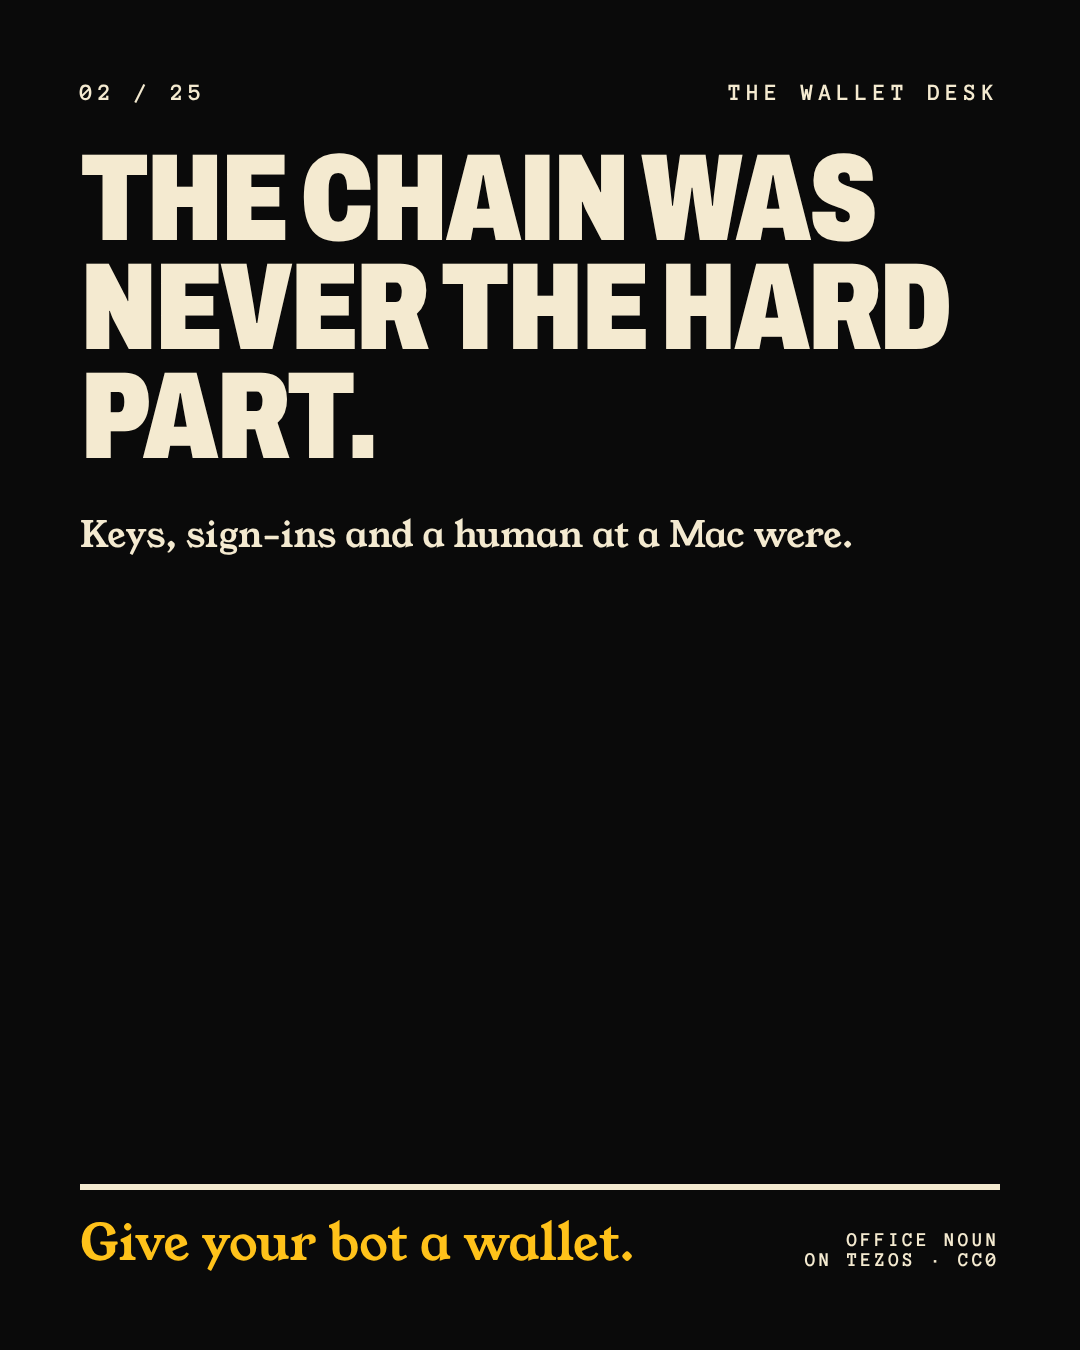 02 / 25
THE WALLET DESK
THE CHAIN WAS
NEVER THE HARD
PART.
Keys, sign-ins and a human at a Mac were.
Give your bot a wallet.
OFFICE NOUN
ON TEZOS · CC0